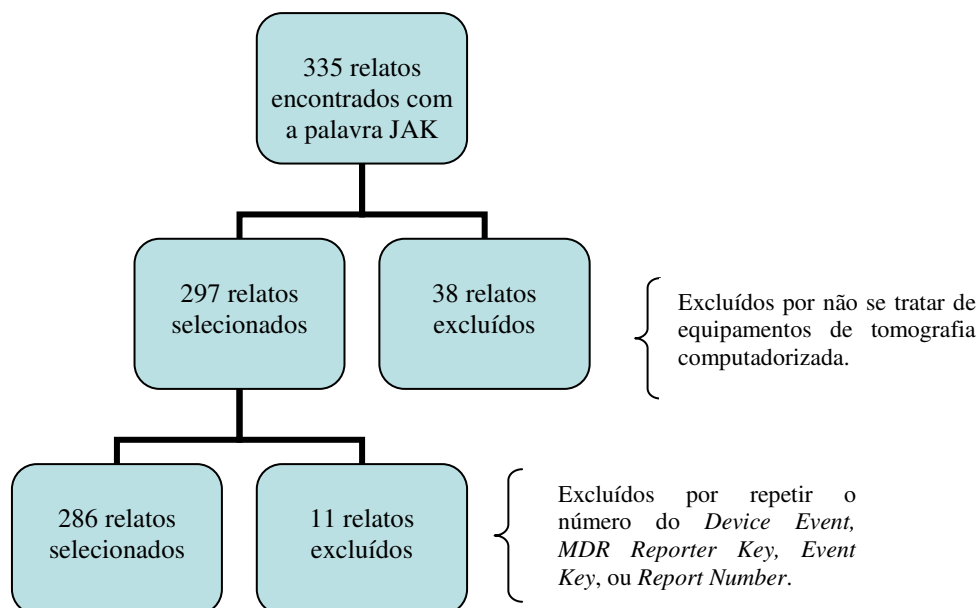 335 relatos
encontrados com
a palavra JAK
297 relatos
selecionados
38 relatos
excluídos
Excluídos por não se tratar de
equipamentos de tomografia
computadorizada.
286 relatos
selecionados
11 relatos
excluídos
Excluídos por repetir o
número do Device Event,
MDR Reporter Key, Event
Key, ou Report Number.